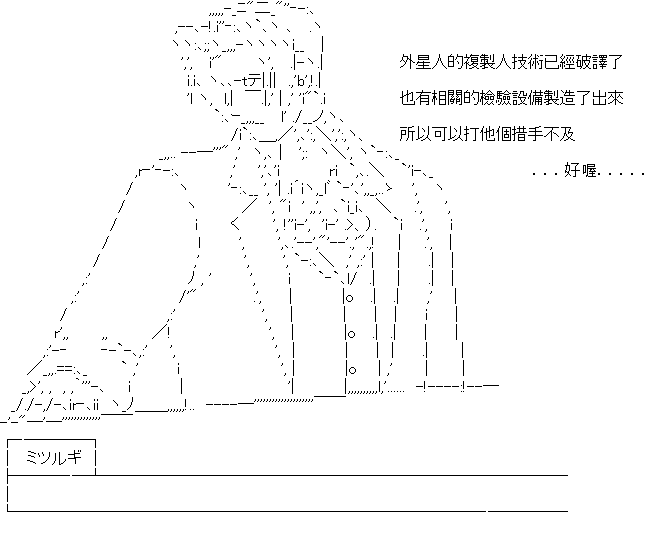 外星人的複製人技術已經破譯了
也有相關的檢驗設備製造了出來
所以可以打他個措手不及
...好喔.....
ミツルギ